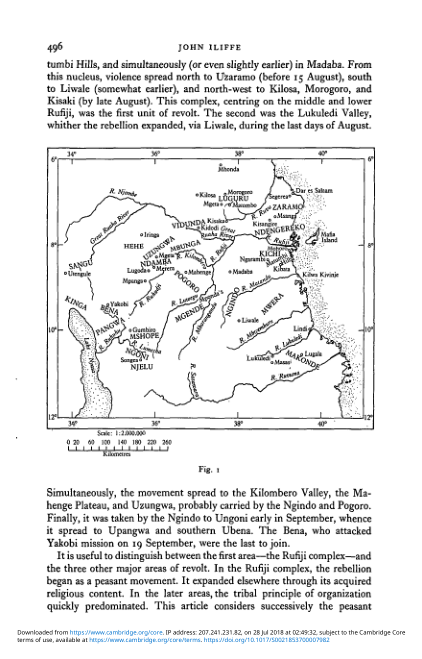 496
JOHN ILIFFE
tumbi Hills, and simultaneously (or even slightly earlier) in Madaba. From
this nucleus, violence spread north to Uzaramo (before 15 August), south
to Liwale (somewhat earlier), and north-west to Kilosa, Morogoro, and
Kisaki (by late August). This complex, centring on the middle and lower
Rufiji, was the first unit of revolt. The second was the Lukuledi Valley,
whither the rebellion expanded, via Liwale, during the last days of August.
34° 36° 38° 40°
6° 6°
Mhonda
R. Njombe
Kilosa Morogoro Dar es Salaam
LUGURU Segerea
Mgeta
ZARAMO
Great Ruaha River
Maanga
VIDUNDA Kisaki
Kidodi Great
Ruaha River
Kitangire
NDENGEREKO
Iringa
HEHE
UZUNGWA
MBUNGA
Rufiji
Mafia
Island
8° 8°
KICHI
SANGU
Utengule
NDAMBA
Mgeta
R. Kilombero
Ngarambe
Lugoda Merera
Mahenge
Madaba
Kibata
Kilwa Kivinje
Mpanga
POGORO
R. Matandu
KINGA
Yakobi
BENA
R. Luwegu
NGINDO
MWERA
MGENDE
Liwale
PANGWA
10° 10°
Gumbiro
MSHOPE
R. Mbemkuru
Lindi
R. Lukuledi
NGONI
Songea
NJELU
Lukuledi
Masasi
Lugala
MAKONDE
R. Ruvuma
12° 12°
34° 36° 38° 40°
Scale: 1:2.000.000
0 20 60 100 140 180 220 260
Kilometres
Fig. 1
Simultaneously, the movement spread to the Kilombero Valley, the Ma-
henge Plateau, and Uzungwa, probably carried by the Ngindo and Pogoro.
Finally, it was taken by the Ngindo to Ungoni early in September, whence
it spread to Upangwa and southern Ubena. The Bena, who attacked
Yakobi mission on 19 September, were the last to join.
It is useful to distinguish between the first area—the Rufiji complex—and
the three other major areas of revolt. In the Rufiji complex, the rebellion
began as a peasant movement. It expanded elsewhere through its acquired
religious content. In the later areas, the tribal principle of organization
quickly predominated. This article considers successively the peasant
Downloaded from https://www.cambridge.org/core. IP address: 207.241.231.82, on 28 Jul 2018 at 02:49:32, subject to the Cambridge Core
terms of use, available at https://www.cambridge.org/core/terms. https://doi.org/10.1017/S0021853700007982